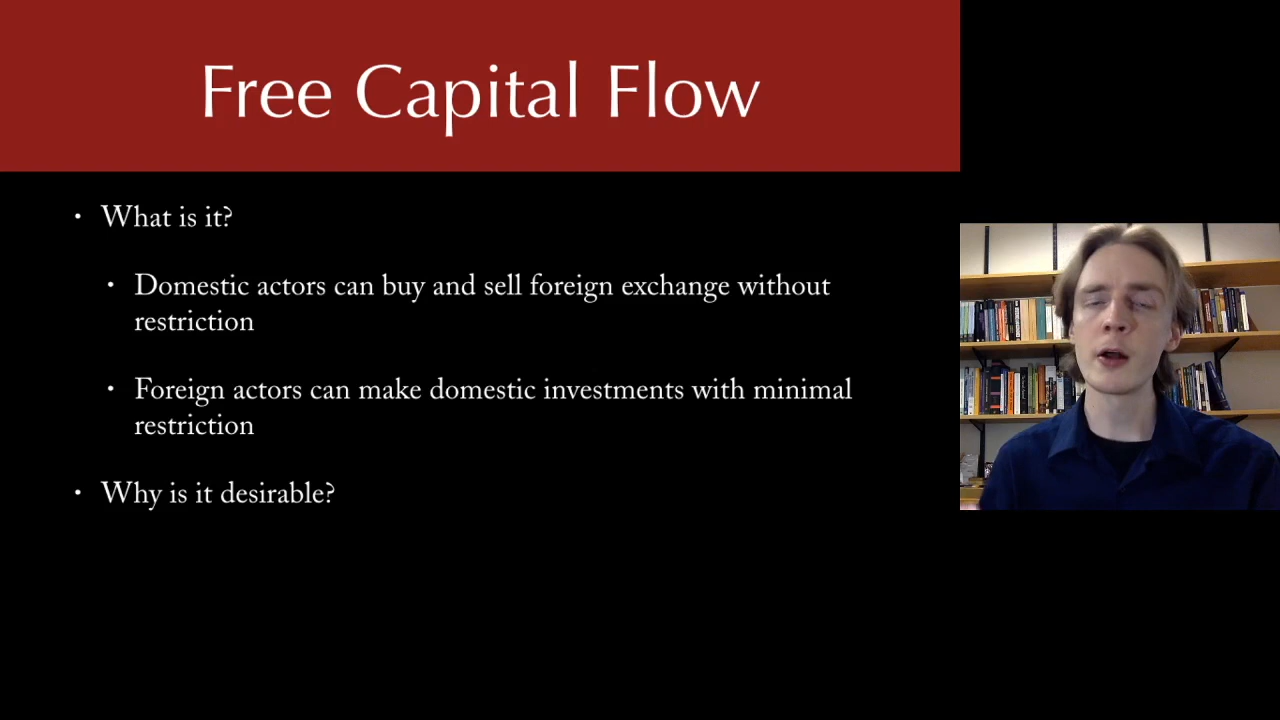 Free Capital Flow
• What is it?
• Domestic actors can buy and sell foreign exchange without
restriction
• Foreign actors can make domestic investments with minimal
restriction
• Why is it desirable?